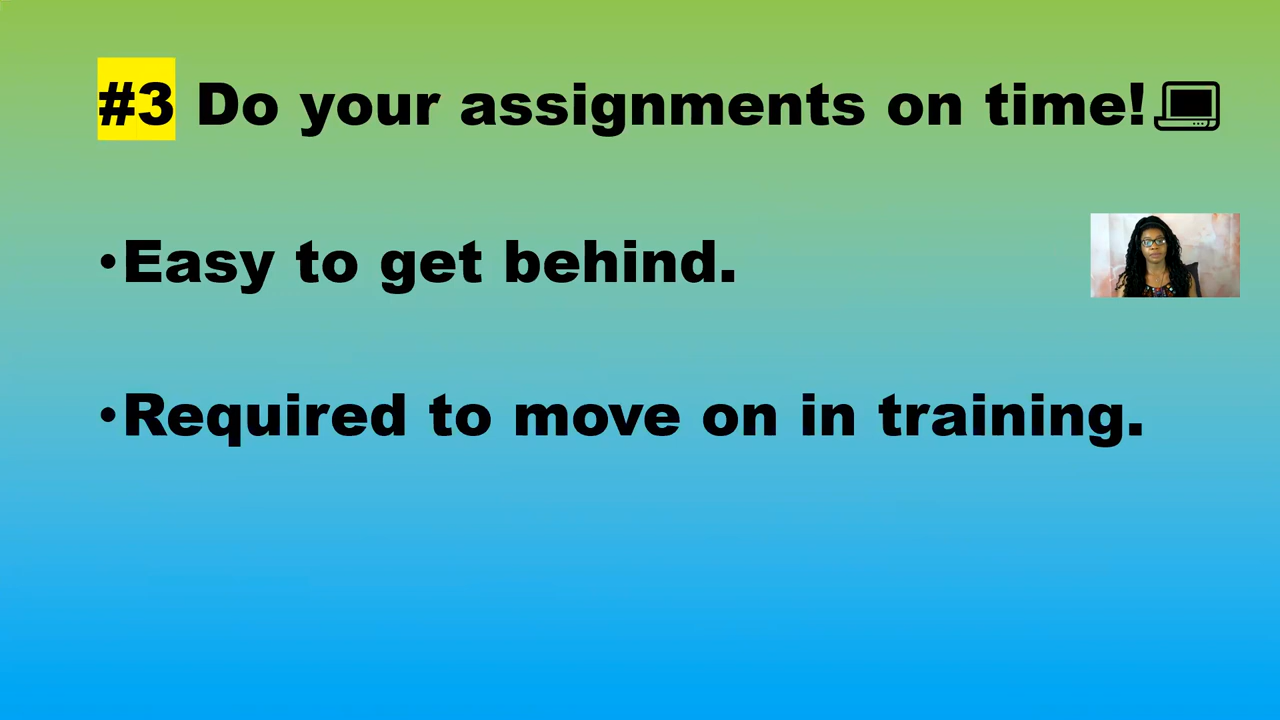 #3 Do your assignments on time!
•Easy to get behind.
•Required to move on in training.